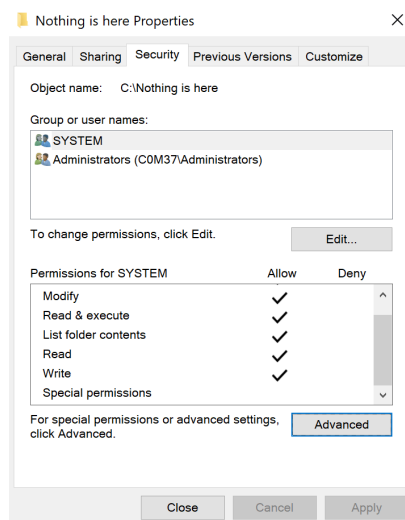 Nothing is here Properties
General Sharing Security Previous Versions Customize
Object name: C:\Nothing is here
Group or user names:
SYSTEM
Administrators (C0M37\Administrators)
To change permissions, click Edit.
Edit...
Permissions for SYSTEM Allow Deny
Modify
Read & execute
List folder contents
Read
Write
Special permissions
For special permissions or advanced settings,
click Advanced.
Advanced
Close Cancel Apply